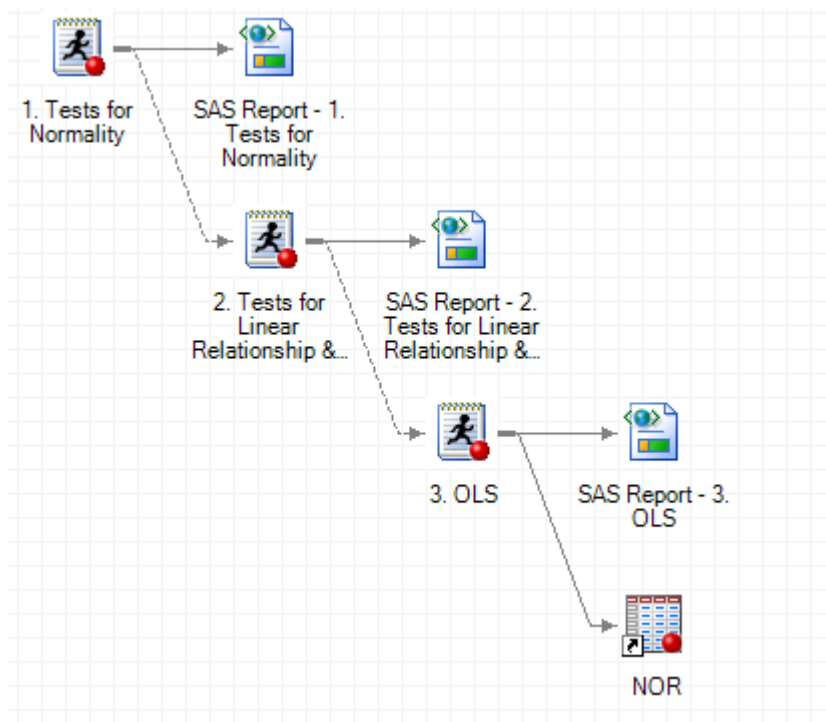 1. Tests for
Normality
SAS Report - 1.
Tests for
Normality
2. Tests for
Linear
Relationship &...
SAS Report - 2.
Tests for Linear
Relationship &...
3. OLS
SAS Report - 3.
OLS
NOR